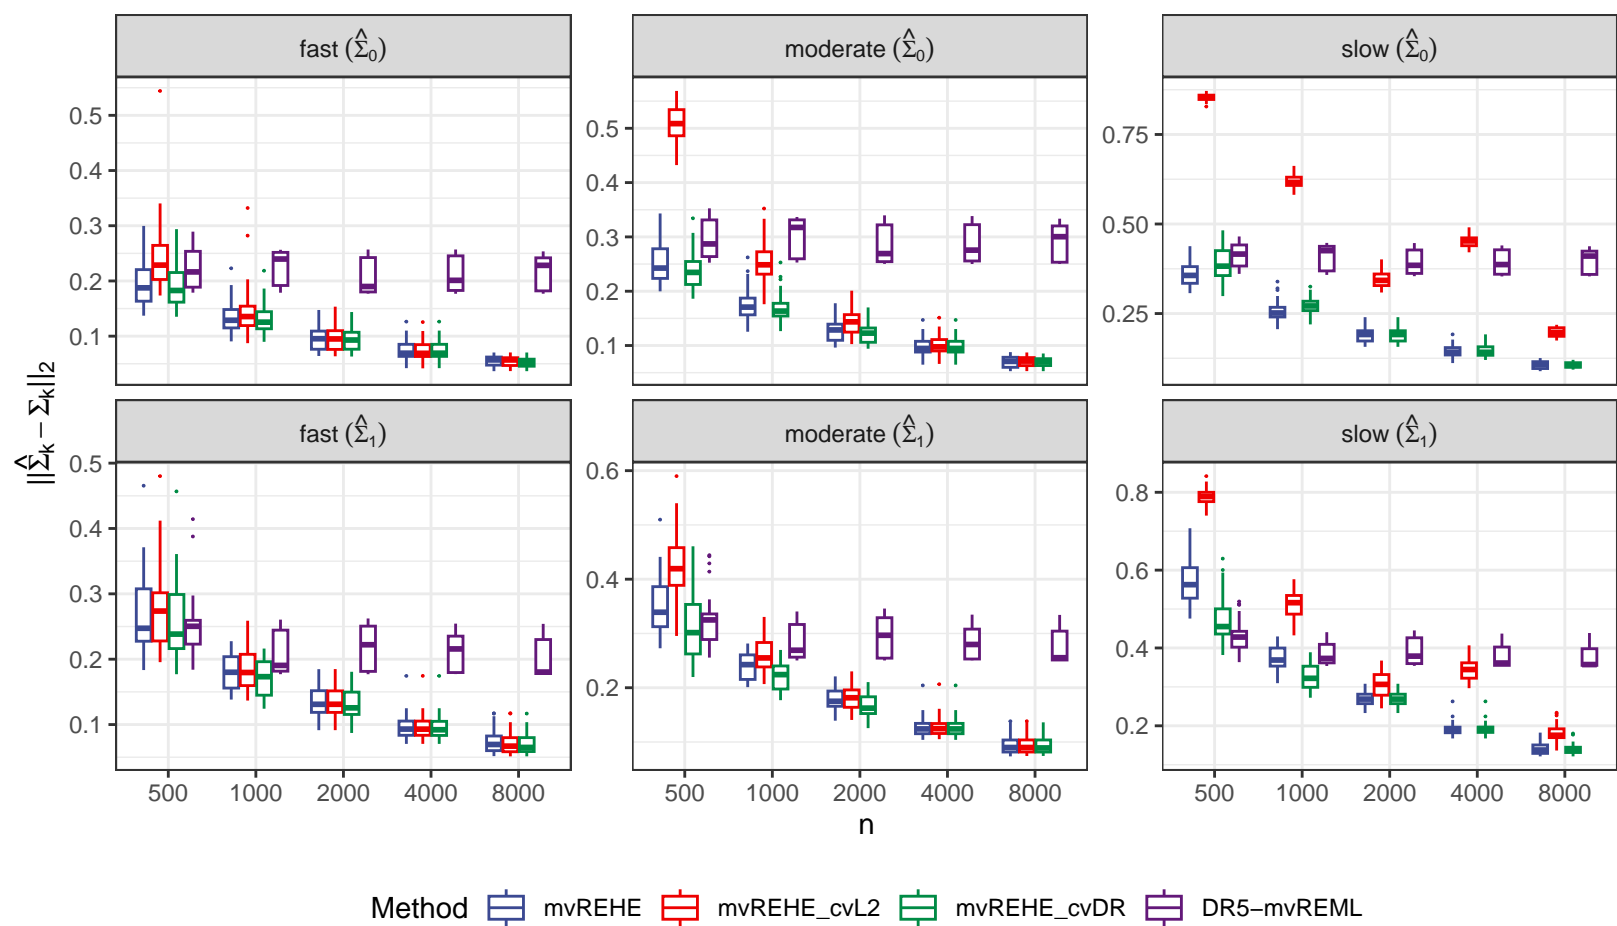 fast (Σ̂₀)
moderate (Σ̂₀)
slow (Σ̂₀)
0.5
0.4
0.3
0.2
0.1
0.5
0.4
0.3
0.2
0.1
0.75
0.50
0.25
||Σ̂ₖ − Σₖ||₂
fast (Σ̂₁)
moderate (Σ̂₁)
slow (Σ̂₁)
0.5
0.4
0.3
0.2
0.1
0.6
0.4
0.2
0.8
0.6
0.4
0.2
500 1000 2000 4000 8000
500 1000 2000 4000 8000
500 1000 2000 4000 8000
n
Method mvREHE mvREHE_cvL2 mvREHE_cvDR DR5−mvREML